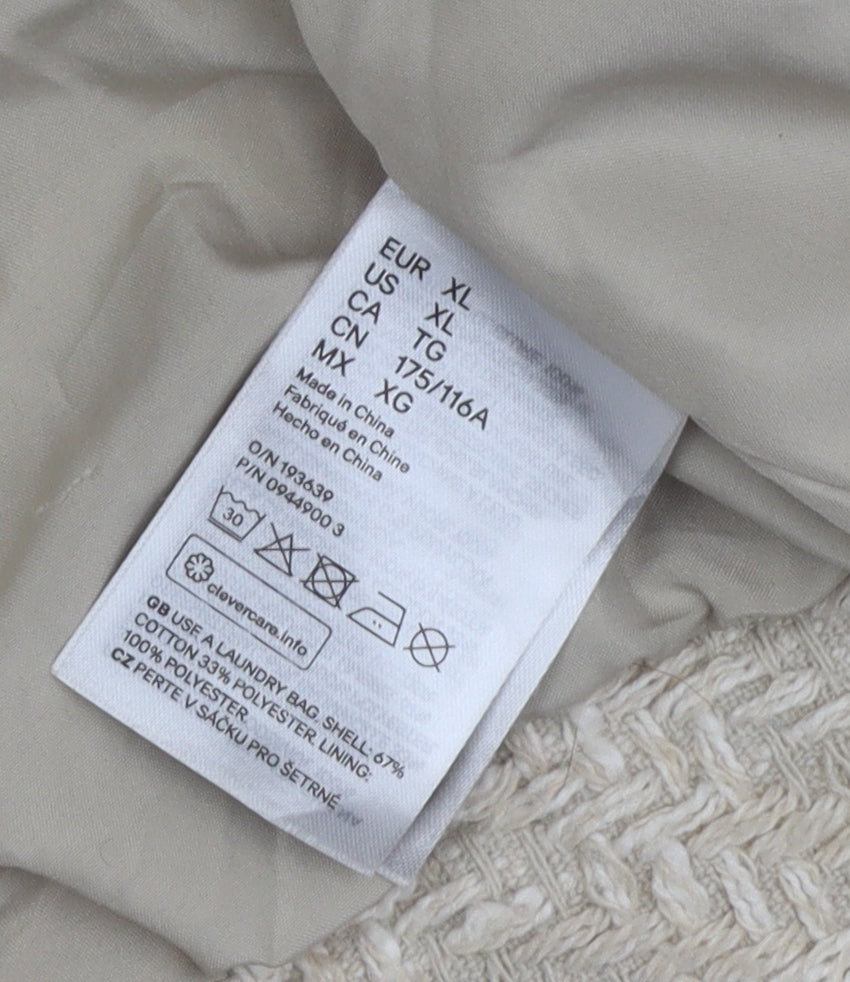 EUR XL
US XL
CA TG
CN 175/116A
MX XG
Made in China
Fabriqué en Chine
Hecho en China
O/N 193639
P/N 0944900 3
30
clevercare.info
GB USE A LAUNDRY BAG, SHELL: 67%
COTTON 33% POLYESTER. LINING:
100% POLYESTER
CZ PERTE V SÁČKU PRO ŠETRNÉ